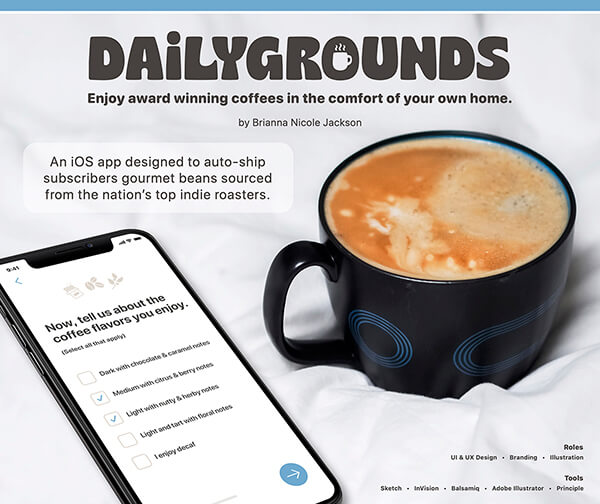 DAiLYGROUNDS
Enjoy award winning coffees in the comfort of your own home.
by Brianna Nicole Jackson
An iOS app designed to auto-ship
subscribers gourmet beans sourced
from the nation's top indie roasters.
9:41
Now, tell us about the
coffee flavors you enjoy.
(Select all that apply)
Dark with chocolate & caramel notes
Medium with citrus & berry notes
Light with nutty & herby notes
Light and tart with floral notes
I enjoy decaf
Roles
UI & UX Design • Branding • Illustration
Tools
Sketch • InVision • Balsamiq • Adobe Illustrator • Principle